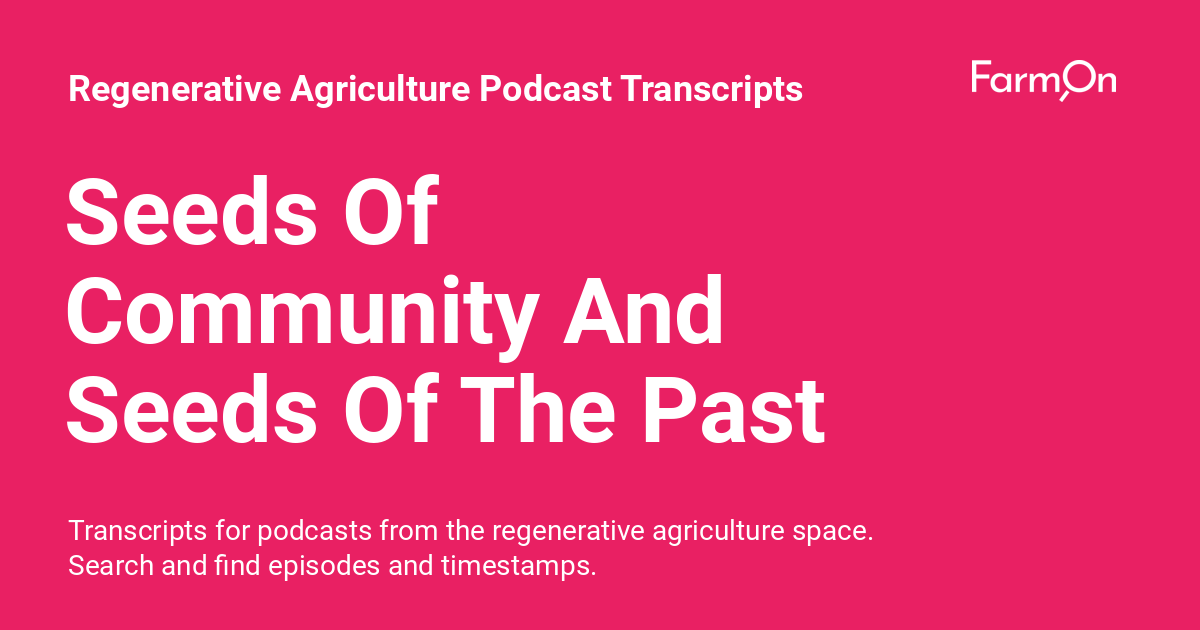 Regenerative Agriculture Podcast Transcripts
FarmOn
Seeds Of
Community And
Seeds Of The Past
Transcripts for podcasts from the regenerative agriculture space.
Search and find episodes and timestamps.